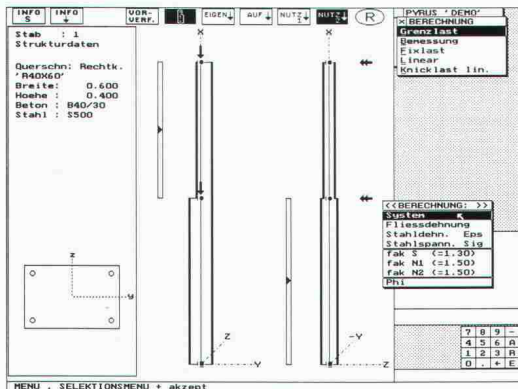 INFO S
INFO
VOR-VERF.
EIGEN
AUF
NUTZ 1
NUTZ 2
R
PYRUS 'DEMO'
× BERECHNUNG
Grenzlast
Bemessung
Fixlast
Linear
Knicklast lin.
Stab : 1
Strukturdaten
Querschn: Rechtk.
'R40X60'
Breite: 0.600
Hoehe : 0.400
Beton : B40/30
Stahl : S500
X
X
<<BERECHNUNG: >>
System
Fliessdehnung
Stahldehn. Eps
Stahlspann. Sig
fak S (=1.30)
fak N1 (=1.50)
fak N2 (=1.50)
Phi
z
y
Z
Y
-Y
Z
7 8 9 -
4 5 6 A
1 2 3 R
0 . + E
MENU , SELEKTIONSMENU + akzept